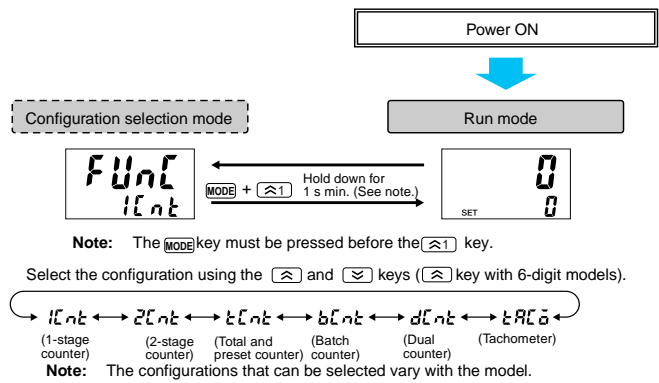 Power ON
Configuration selection mode
Run mode
FUnC
1Cnt
MODE + ︽1 Hold down for
1 s min. (See note.)
0
SET 0
Note: The MODE key must be pressed before the ︽1 key.
Select the configuration using the ︽ and ︾ keys (︽ key with 6-digit models).
1Cnt 2Cnt tCnt bCnt dCnt tACo
(1-stage counter) (2-stage counter) (Total and preset counter) (Batch counter) (Dual counter) (Tachometer)
Note: The configurations that can be selected vary with the model.